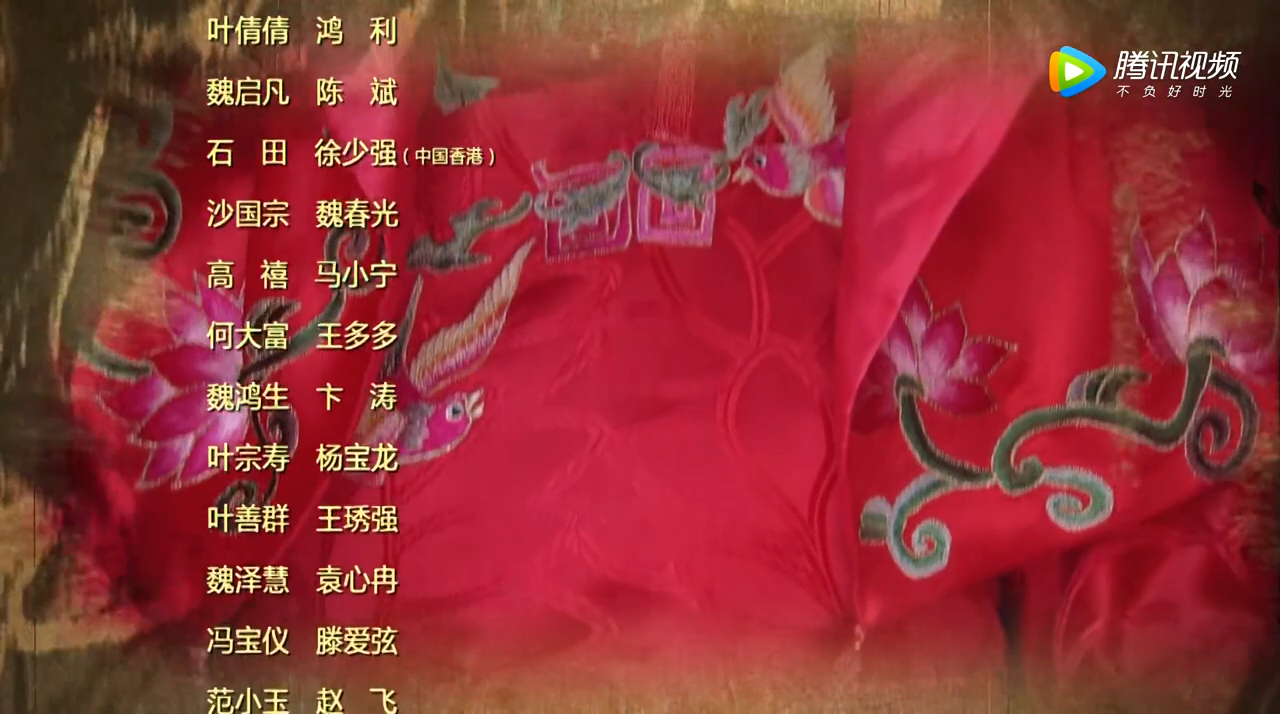 叶倩倩 鸿 利
魏启凡 陈 斌
石 田 徐少强(中国香港)
沙国宗 魏春光
高 禧 马小宁
何大富 王多多
魏鸿生 卞 涛
叶宗寿 杨宝龙
叶善群 王琇强
魏泽慧 袁心冉
冯宝仪 滕爱弦
范小玉 赵 飞
腾讯视频
不负好时光